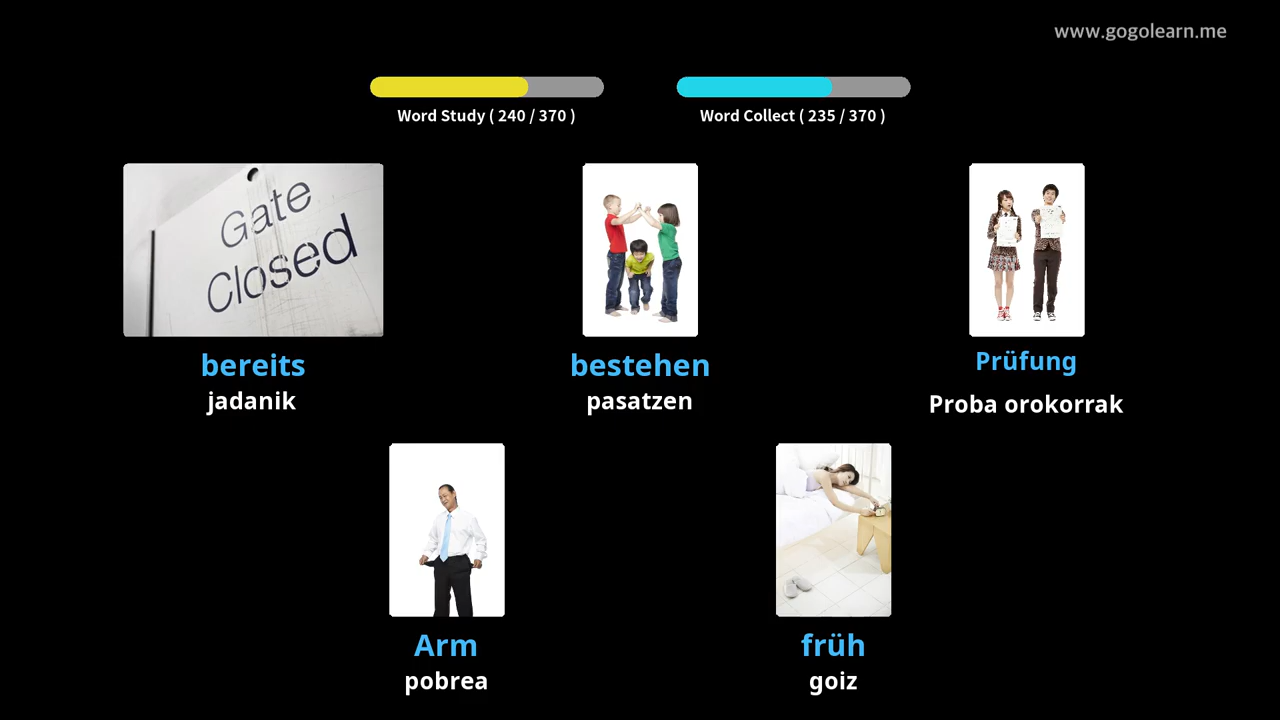 www.gogolearn.me
Word Study ( 240 / 370 )
Word Collect ( 235 / 370 )
Gate
Closed
bereits
jadanik
bestehen
pasatzen
Prüfung
Proba orokorrak
Arm
pobrea
früh
goiz